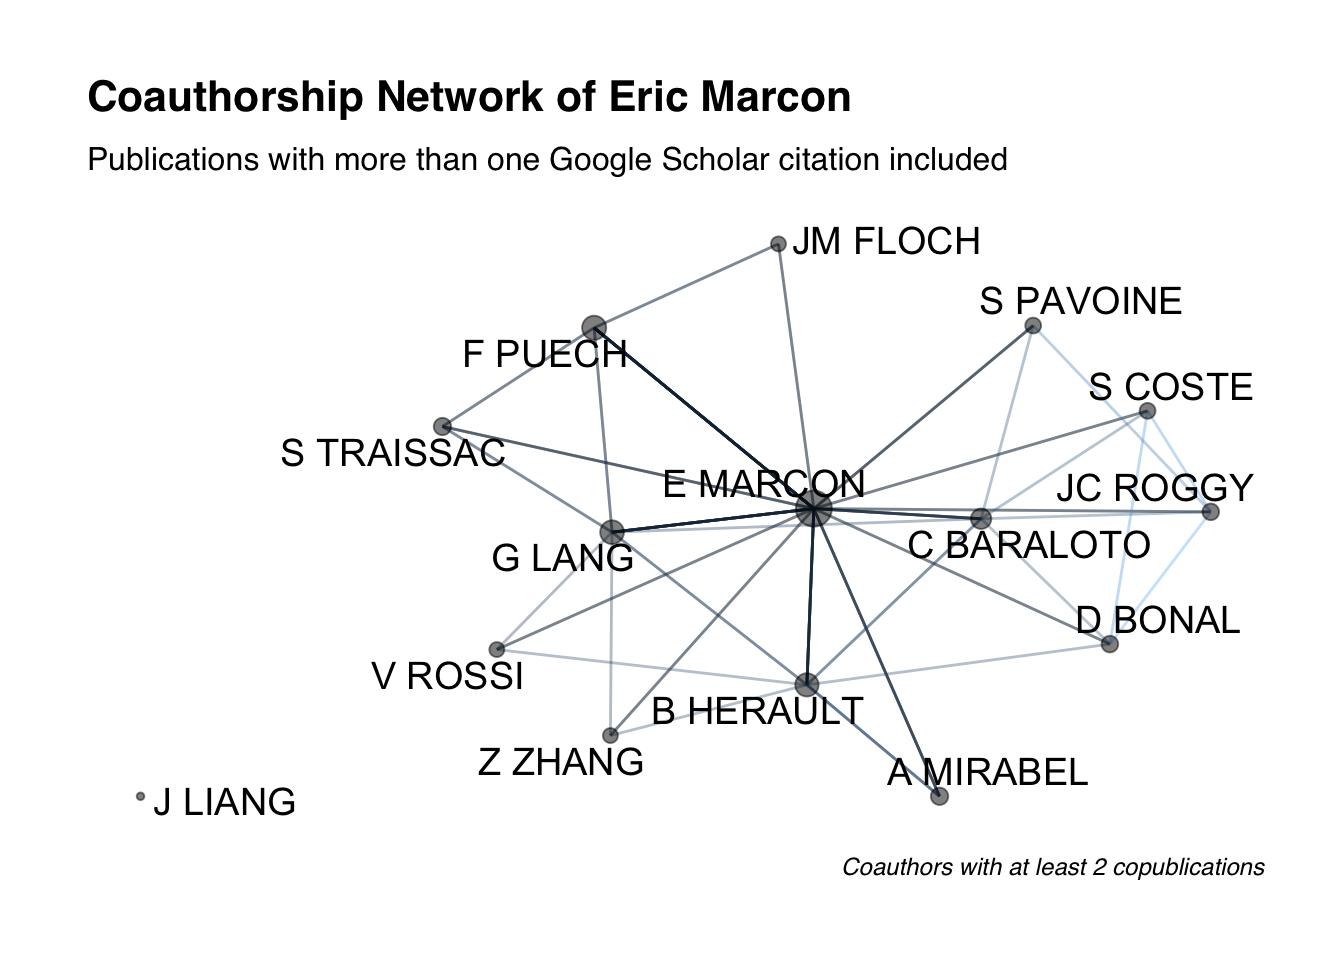 Coauthorship Network of Eric Marcon
Publications with more than one Google Scholar citation included
JM FLOCH
S PAVOINE
F PUECH
S COSTE
S TRAISSAC
E MARCON
JC ROGGY
G LANG
C BARALOTO
D BONAL
V ROSSI
B HERAULT
Z ZHANG
A MIRABEL
J LIANG
Coauthors with at least 2 copublications